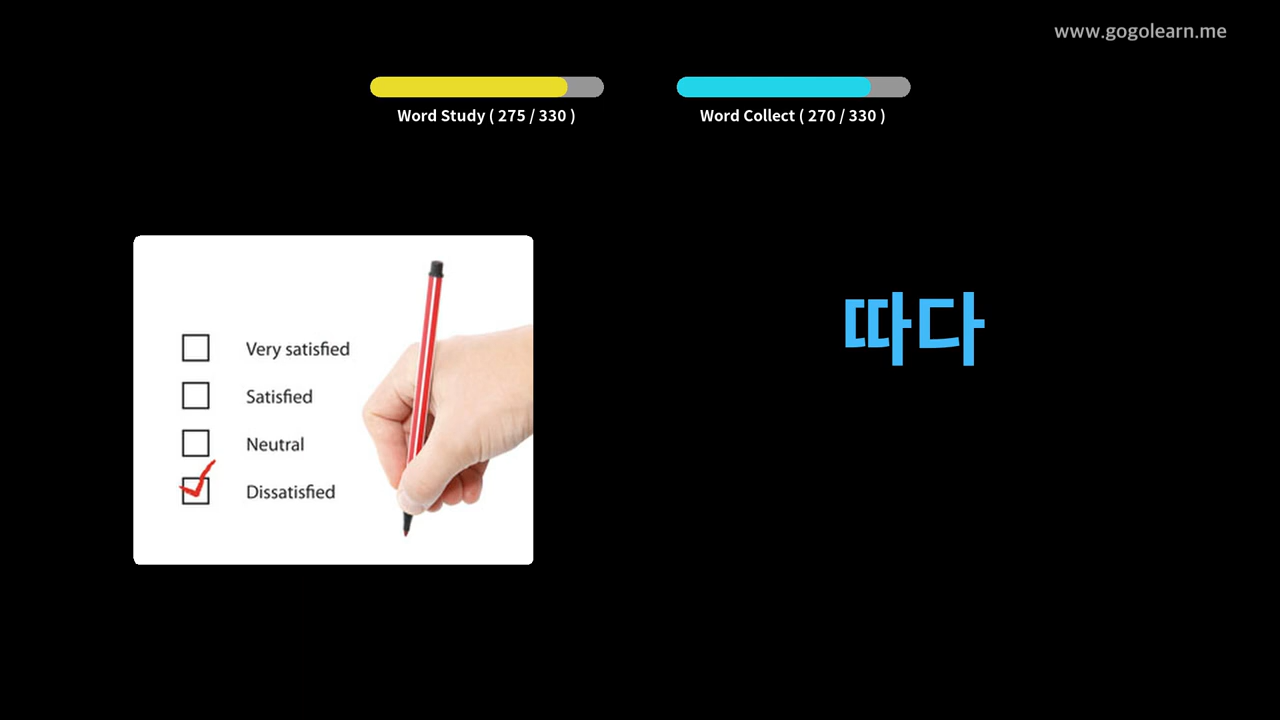 www.gogolearn.me
Word Study ( 275 / 330 )
Word Collect ( 270 / 330 )
따다
Very satisfied
Satisfied
Neutral
Dissatisfied